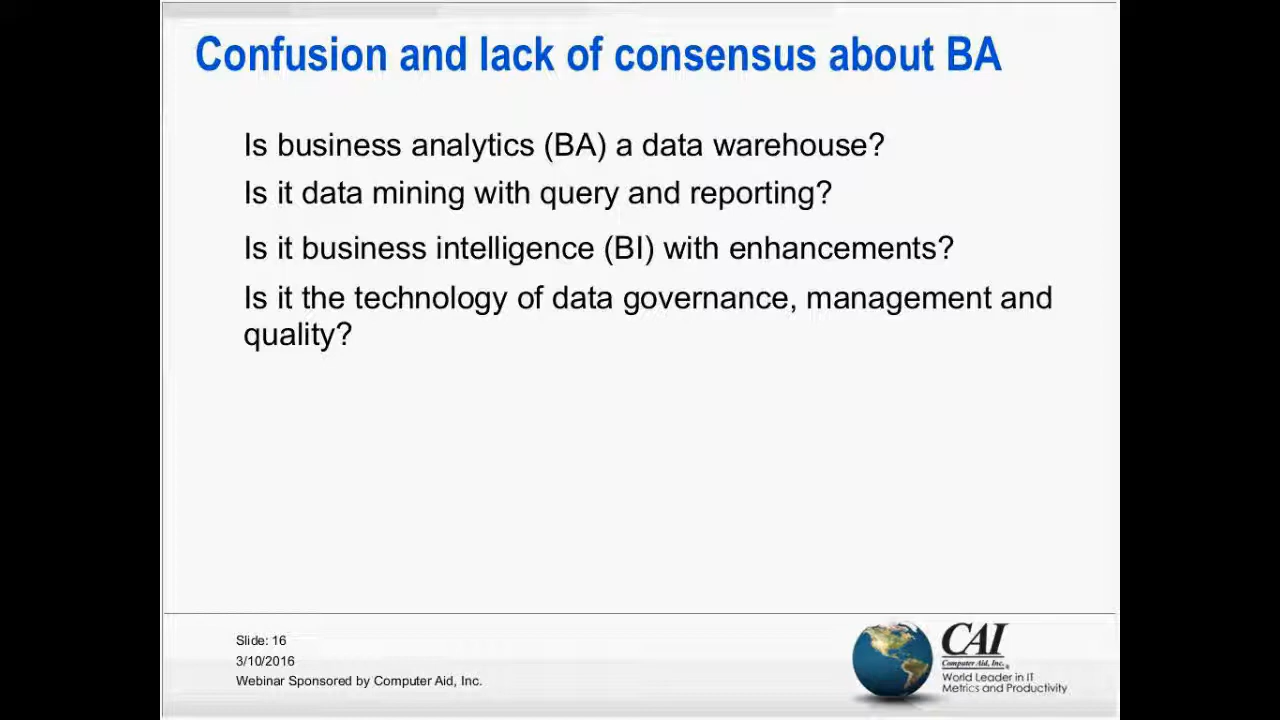 Confusion and lack of consensus about BA
Is business analytics (BA) a data warehouse?
Is it data mining with query and reporting?
Is it business intelligence (BI) with enhancements?
Is it the technology of data governance, management and
quality?
Slide: 16
3/10/2016
Webinar Sponsored by Computer Aid, Inc.
CAI
Computer Aid, Inc.®
World Leader in IT
Metrics and Productivity